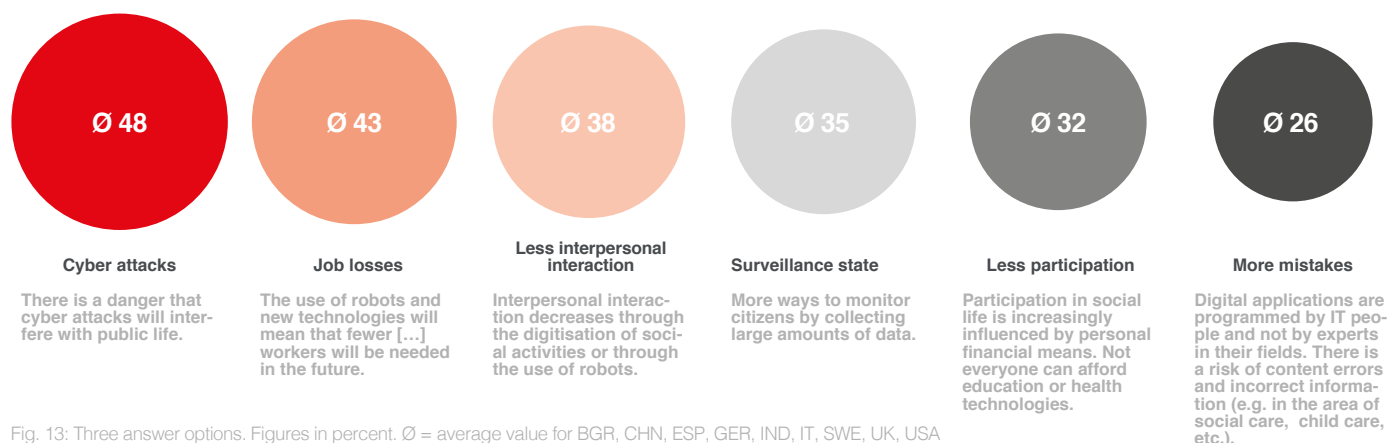 Ø 48
Ø 43
Ø 38
Ø 35
Ø 32
Ø 26
Cyber attacks
There is a danger that
cyber attacks will inter-
fere with public life.
Job losses
The use of robots and
new technologies will
mean that fewer […]
workers will be needed
in the future.
Less interpersonal
interaction
Interpersonal interac-
tion decreases through
the digitisation of soci-
al activities or through
the use of robots.
Surveillance state
More ways to monitor
citizens by collecting
large amounts of data.
Less participation
Participation in social
life is increasingly
influenced by personal
financial means. Not
everyone can afford
education or health
technologies.
More mistakes
Digital applications are
programmed by IT peo-
ple and not by experts
in their fields. There is
a risk of content errors
and incorrect informa-
tion (e.g. in the area of
social care, child care,
etc.).
Fig. 13: Three answer options. Figures in percent. Ø = average value for BGR, CHN, ESP, GER, IND, IT, SWE, UK, USA